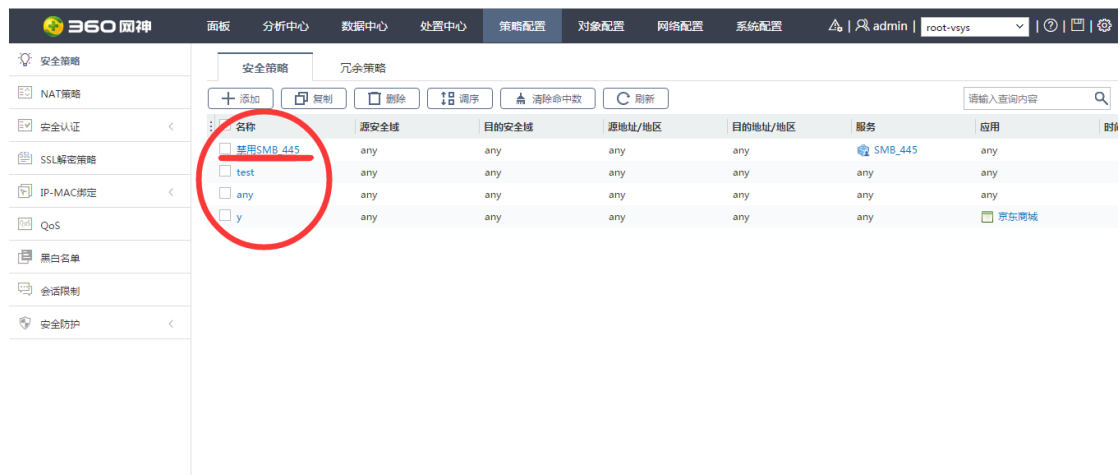 360网神 面板 分析中心 数据中心 处置中心 策略配置 对象配置 网络配置 系统配置 admin root-vsys
安全策略
NAT策略
安全认证
SSL解密策略
IP-MAC绑定
QoS
黑白名单
会话限制
安全防护
安全策略 冗余策略
添加 复制 删除 调序 清除命中数 刷新 请输入查询内容
名称 源安全域 目的安全域 源地址/地区 目的地址/地区 服务 应用
禁用SMB_445 any any any any SMB_445 any
test any any any any any any
any any any any any any any
y any any any any any 京东商城